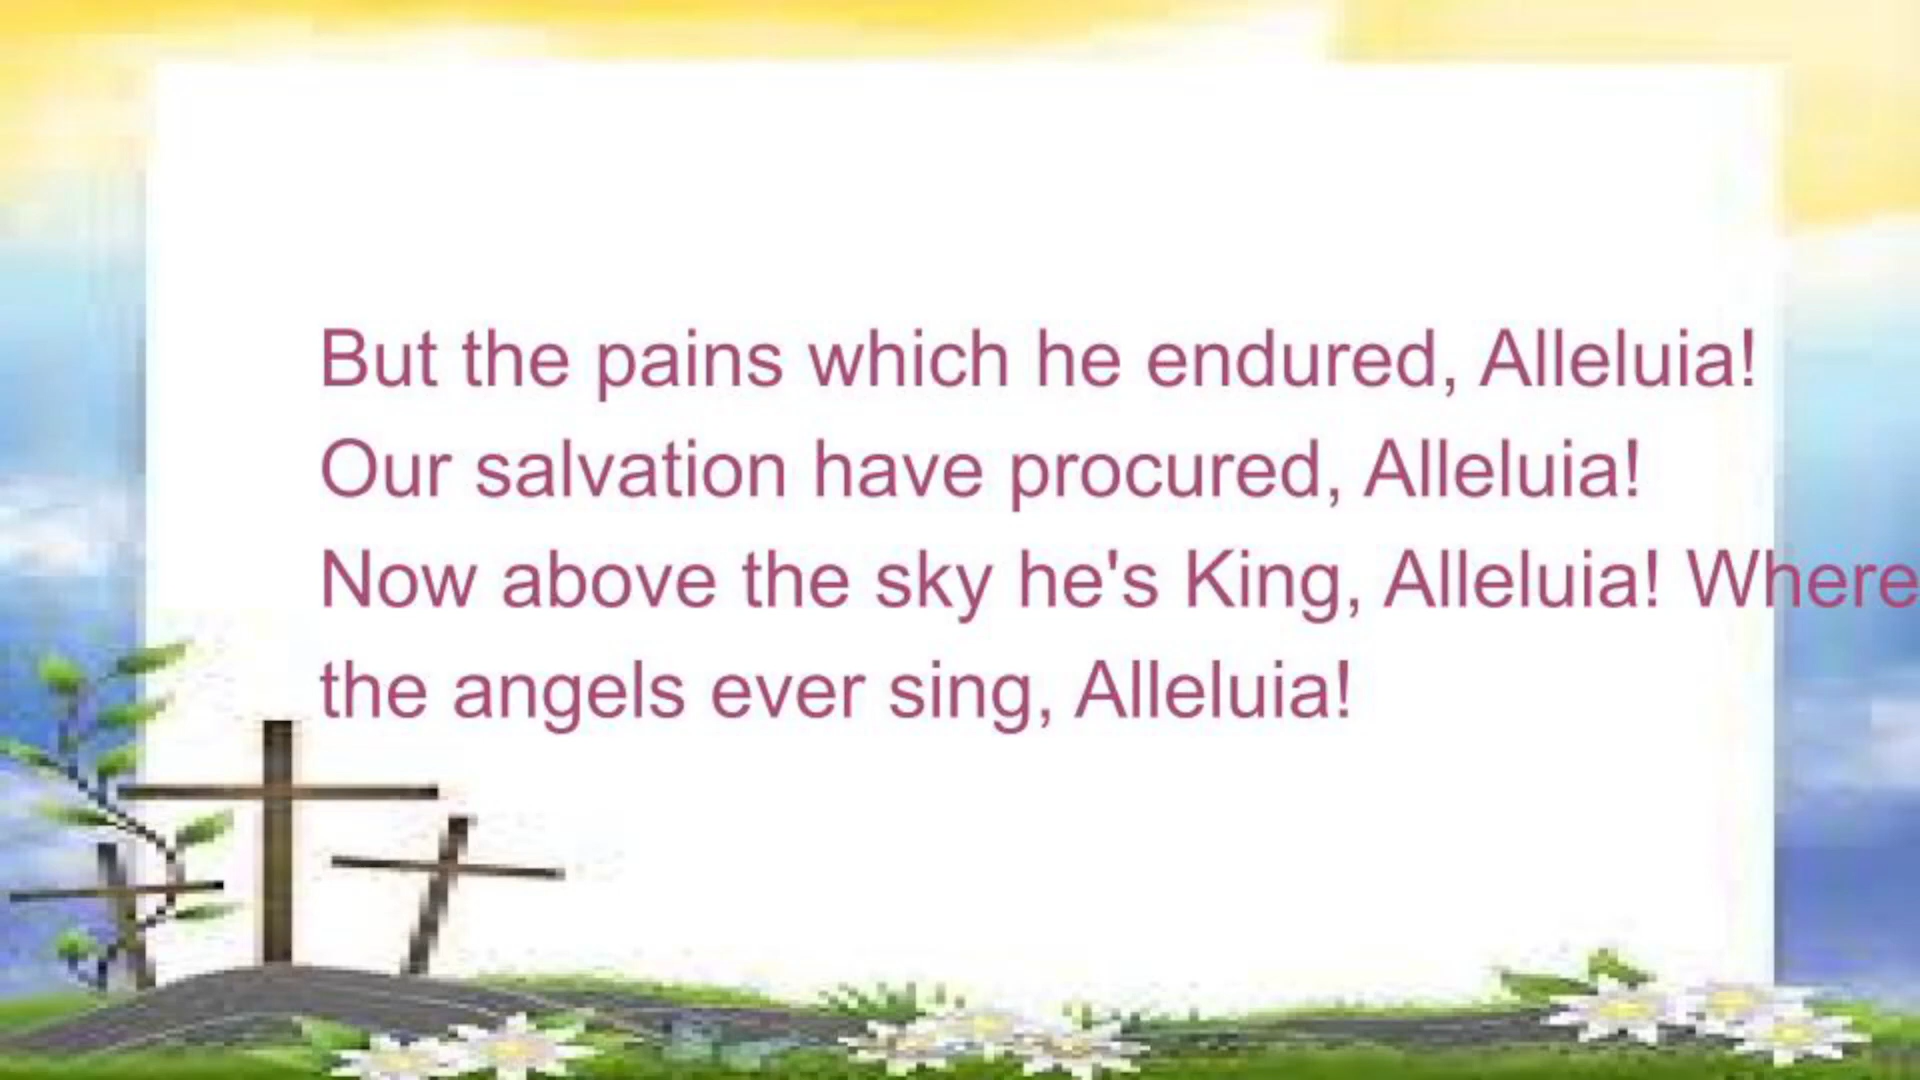 But the pains which he endured, Alleluia!
Our salvation have procured, Alleluia!
Now above the sky he's King, Alleluia! Where
the angels ever sing, Alleluia!